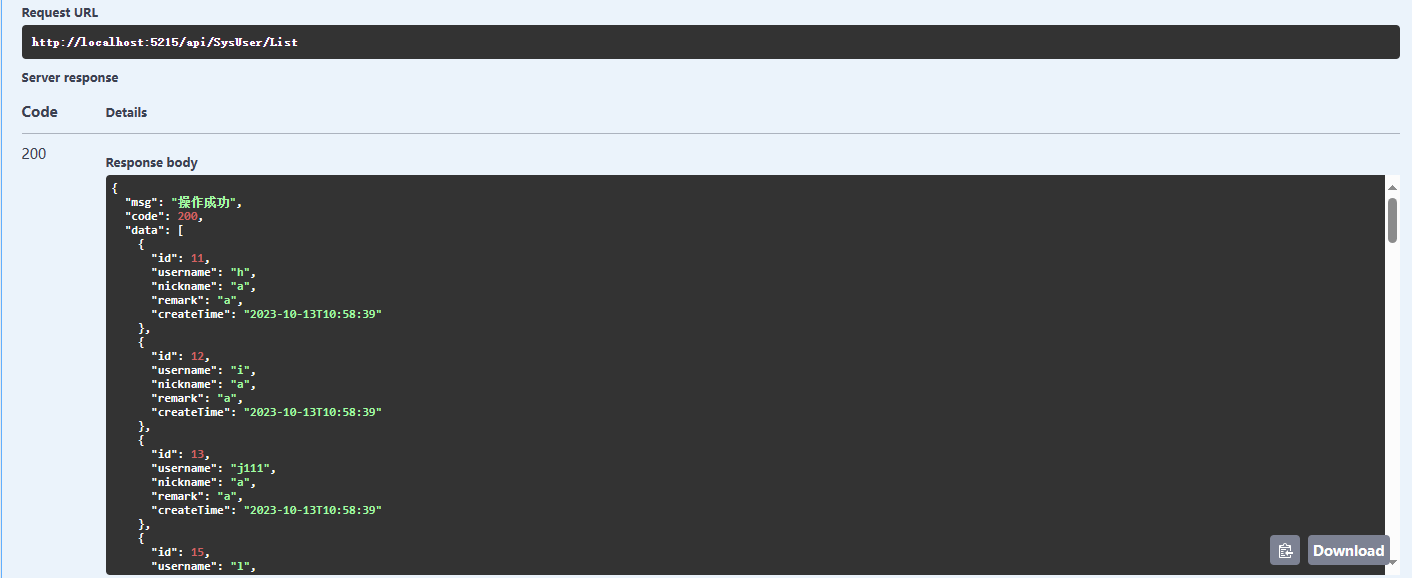 Request URL
http://localhost:5215/api/SysUser/List
Server response
Code Details
200
Response body
{
"msg": "操作成功",
"code": 200,
"data": [
{
"id": 11,
"username": "h",
"nickname": "a",
"remark": "a",
"createTime": "2023-10-13T10:58:39"
},
{
"id": 12,
"username": "i",
"nickname": "a",
"remark": "a",
"createTime": "2023-10-13T10:58:39"
},
{
"id": 13,
"username": "j111",
"nickname": "a",
"remark": "a",
"createTime": "2023-10-13T10:58:39"
},
{
"id": 15,
"username": "l",
Download